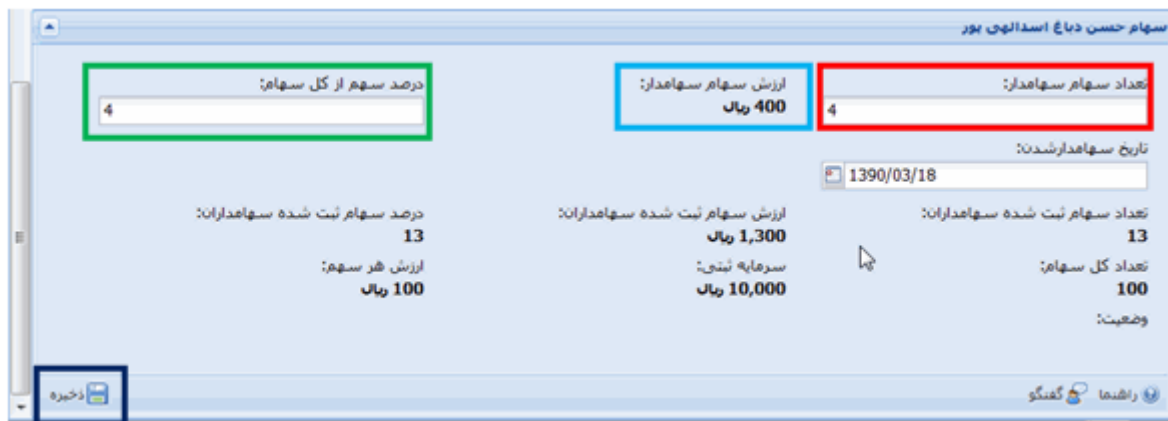 سهام حسن دباغ اسدالهی پور
تعداد سهام سهامدار: ارزش سهام سهامدار: درصد سهم از کل سهام:
4 400 ریال 4
تاریخ سهامدارشدن:
1390/03/18
تعداد سهام ثبت شده سهامداران: ارزش سهام ثبت شده سهامداران: درصد سهام ثبت شده سهامداران:
13 1,300 ریال 13
تعداد کل سهام: سرمایه ثبتی: ارزش هر سهم:
100 10,000 ریال 100 ریال
وضعیت:
راهنما گفتگو ذخیره